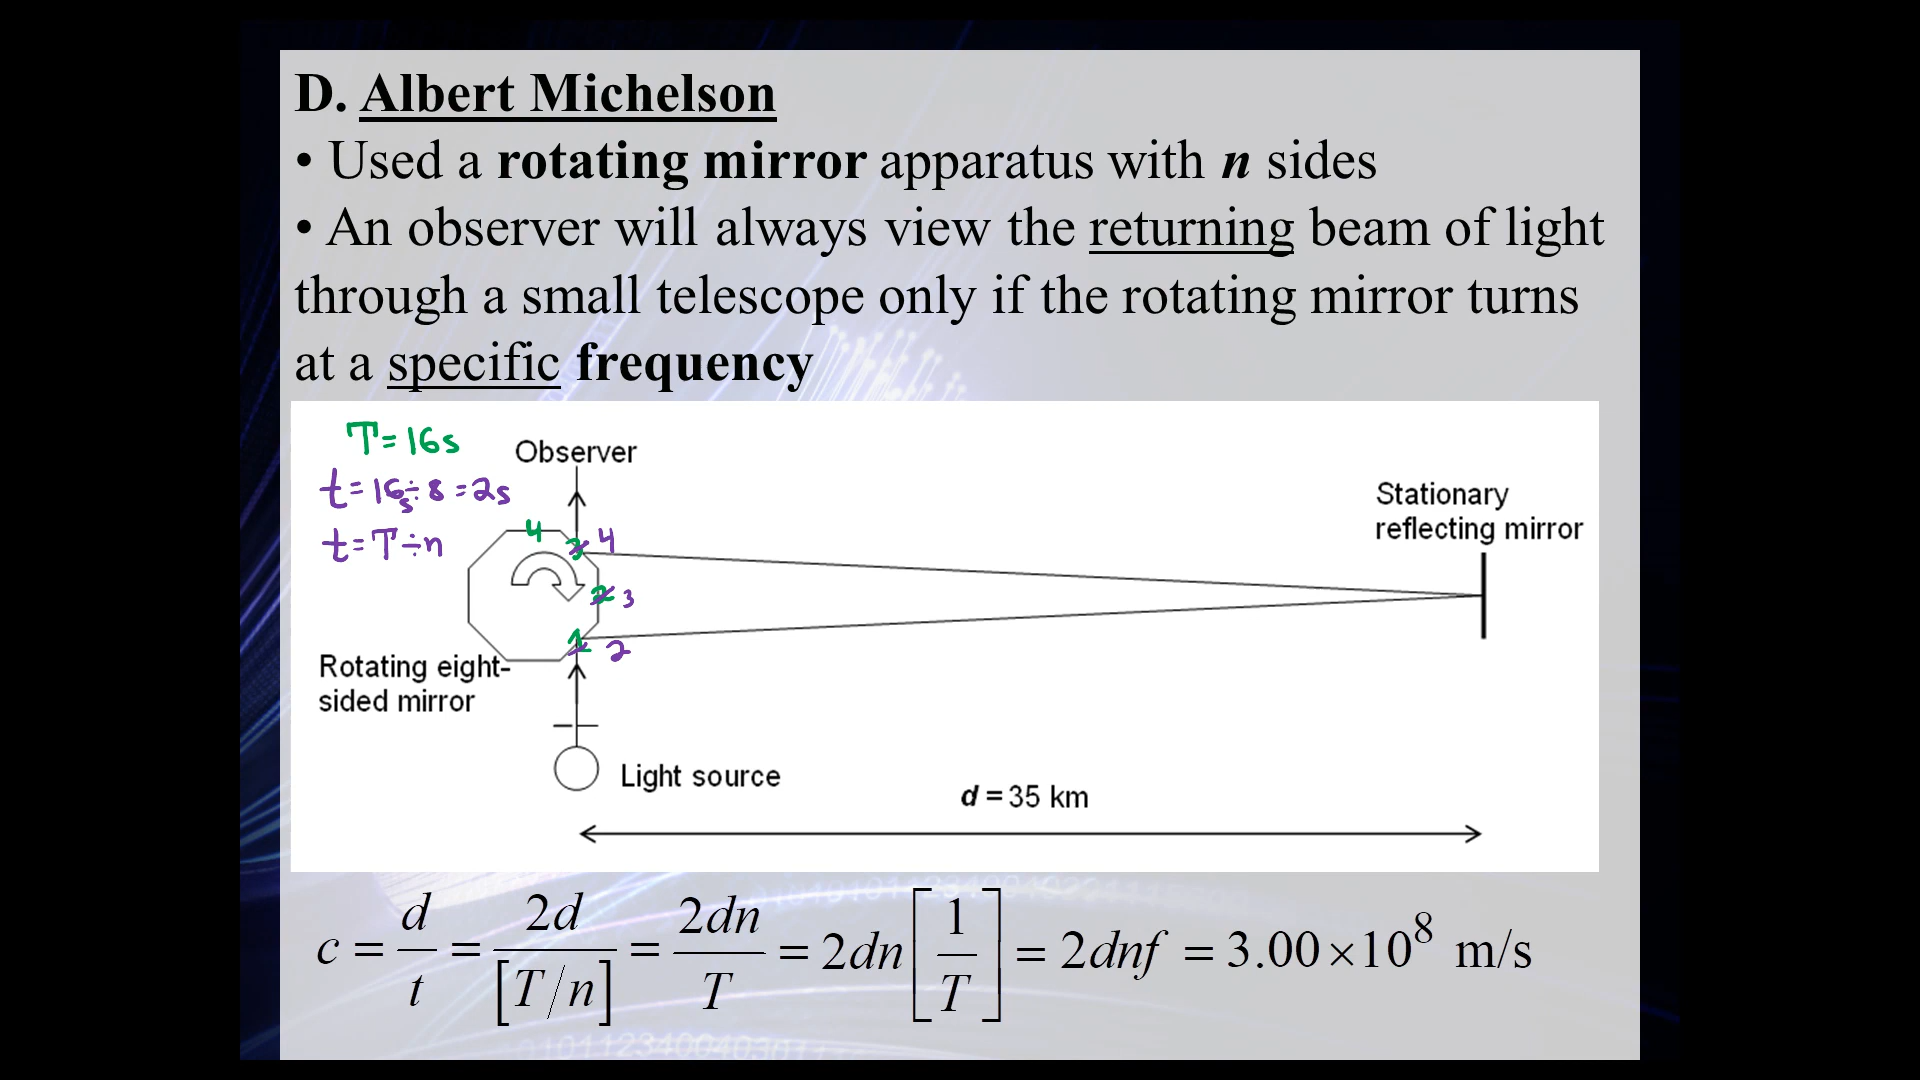 D. Albert Michelson
• Used a rotating mirror apparatus with n sides
• An observer will always view the returning beam of light
through a small telescope only if the rotating mirror turns
at a specific frequency
T = 16s
t = 16s ÷ 8 = 2s
t = T ÷ n
Observer
4
3 4
2 3
1 2
Stationary
reflecting mirror
Rotating eight-
sided mirror
Light source
d = 35 km
c = d/t = 2d/[T/n] = 2dn/T = 2dn[1/T] = 2dnf = 3.00×10⁸ m/s